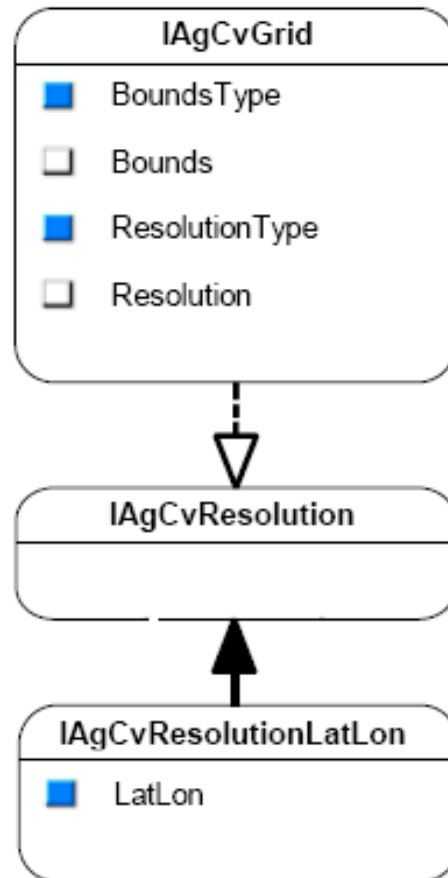 IAgCvGrid
BoundsType
Bounds
ResolutionType
Resolution
IAgCvResolution
IAgCvResolutionLatLon
LatLon